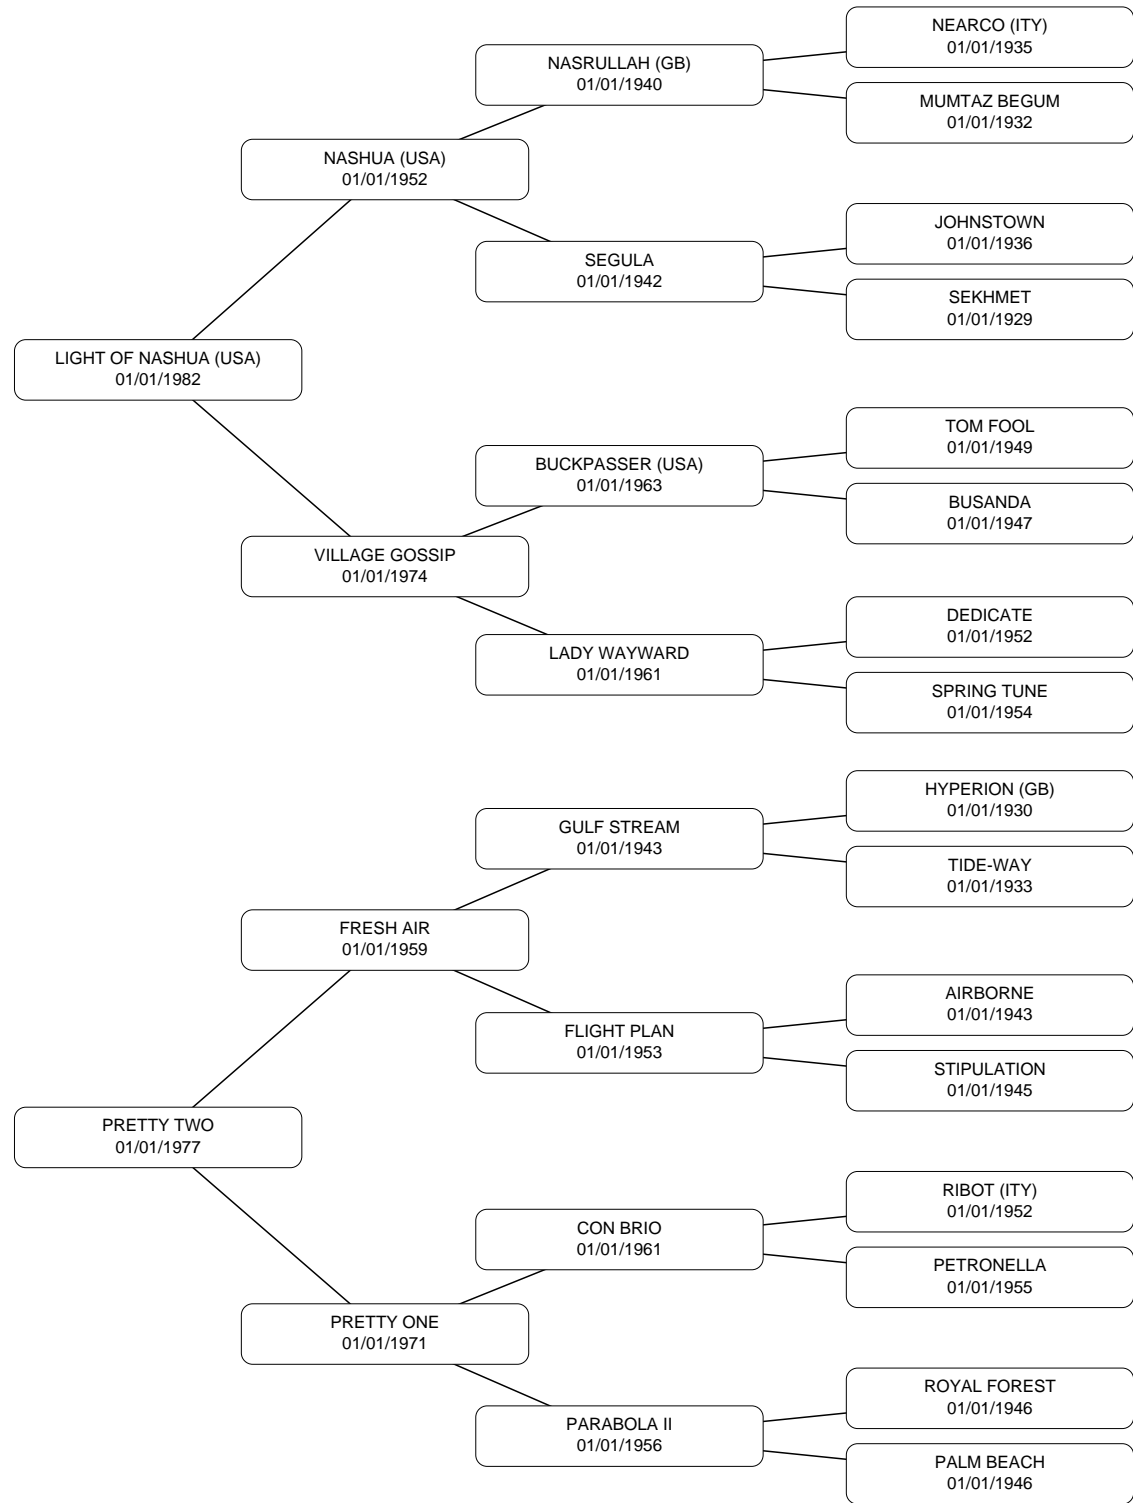 NEARCO (ITY)
01/01/1935
NASRULLAH (GB)
01/01/1940
MUMTAZ BEGUM
01/01/1932
NASHUA (USA)
01/01/1952
JOHNSTOWN
01/01/1936
SEGULA
01/01/1942
SEKHMET
01/01/1929
LIGHT OF NASHUA (USA)
01/01/1982
TOM FOOL
01/01/1949
BUCKPASSER (USA)
01/01/1963
BUSANDA
01/01/1947
VILLAGE GOSSIP
01/01/1974
DEDICATE
01/01/1952
LADY WAYWARD
01/01/1961
SPRING TUNE
01/01/1954
HYPERION (GB)
01/01/1930
GULF STREAM
01/01/1943
TIDE-WAY
01/01/1933
FRESH AIR
01/01/1959
AIRBORNE
01/01/1943
FLIGHT PLAN
01/01/1953
STIPULATION
01/01/1945
PRETTY TWO
01/01/1977
RIBOT (ITY)
01/01/1952
CON BRIO
01/01/1961
PETRONELLA
01/01/1955
PRETTY ONE
01/01/1971
ROYAL FOREST
01/01/1946
PARABOLA II
01/01/1956
PALM BEACH
01/01/1946